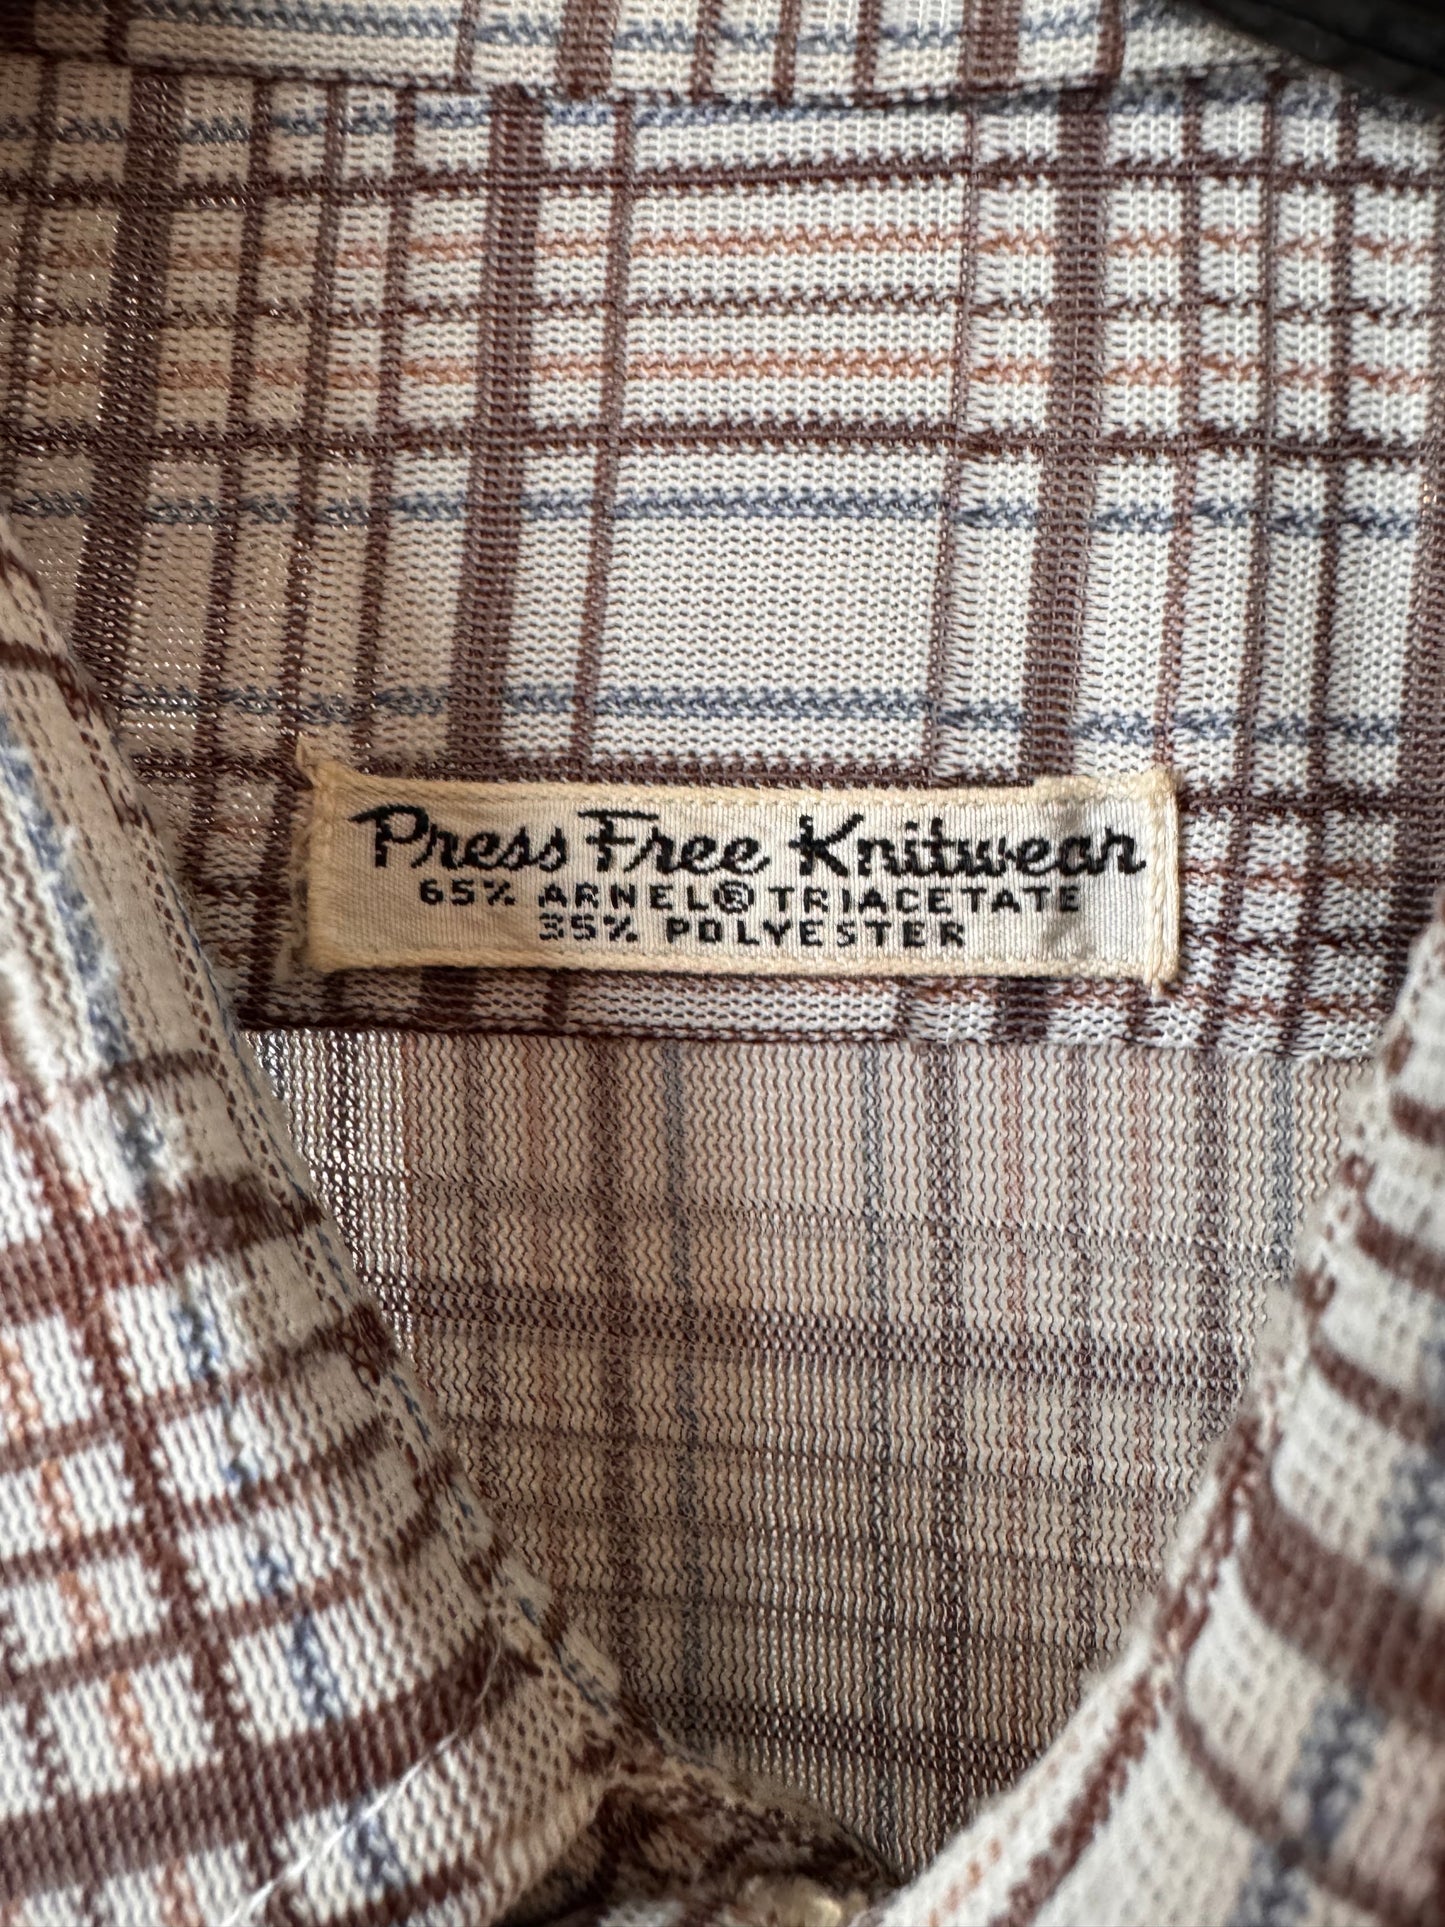 Press Free Knitwear
65% ARNEL® TRIACETATE
35% POLYESTER